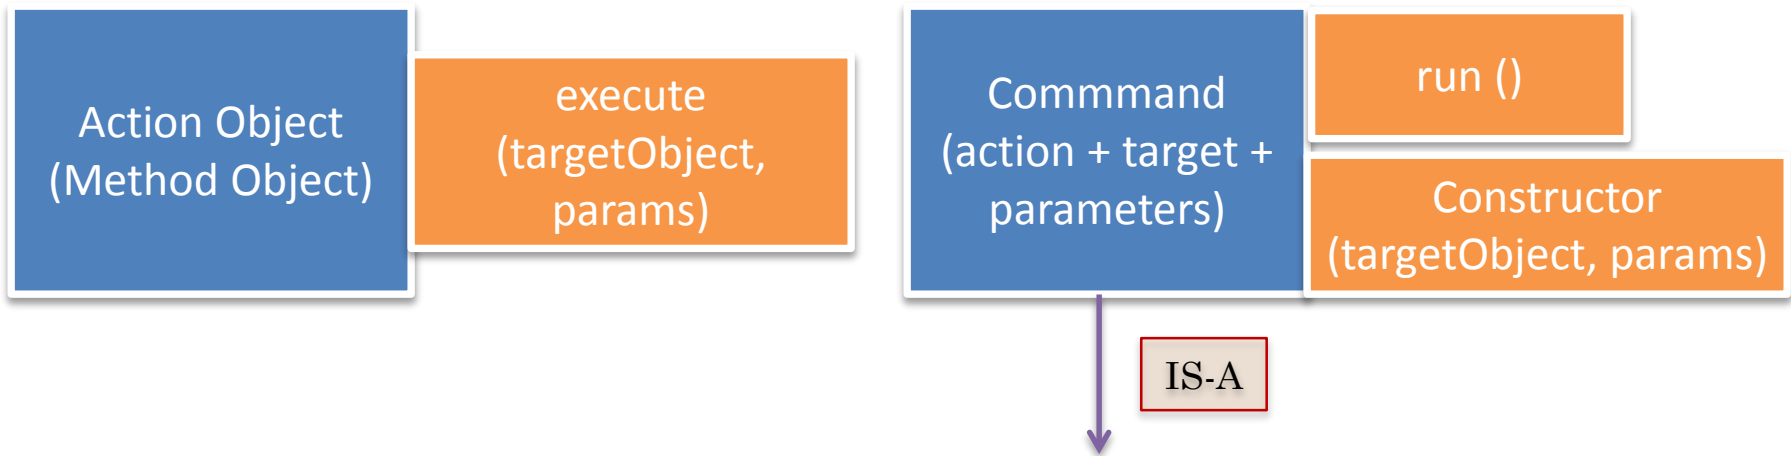 Action Object
(Method Object)
execute
(targetObject,
params)
Commmand
(action + target +
parameters)
run ()
Constructor
(targetObject, params)
IS-A